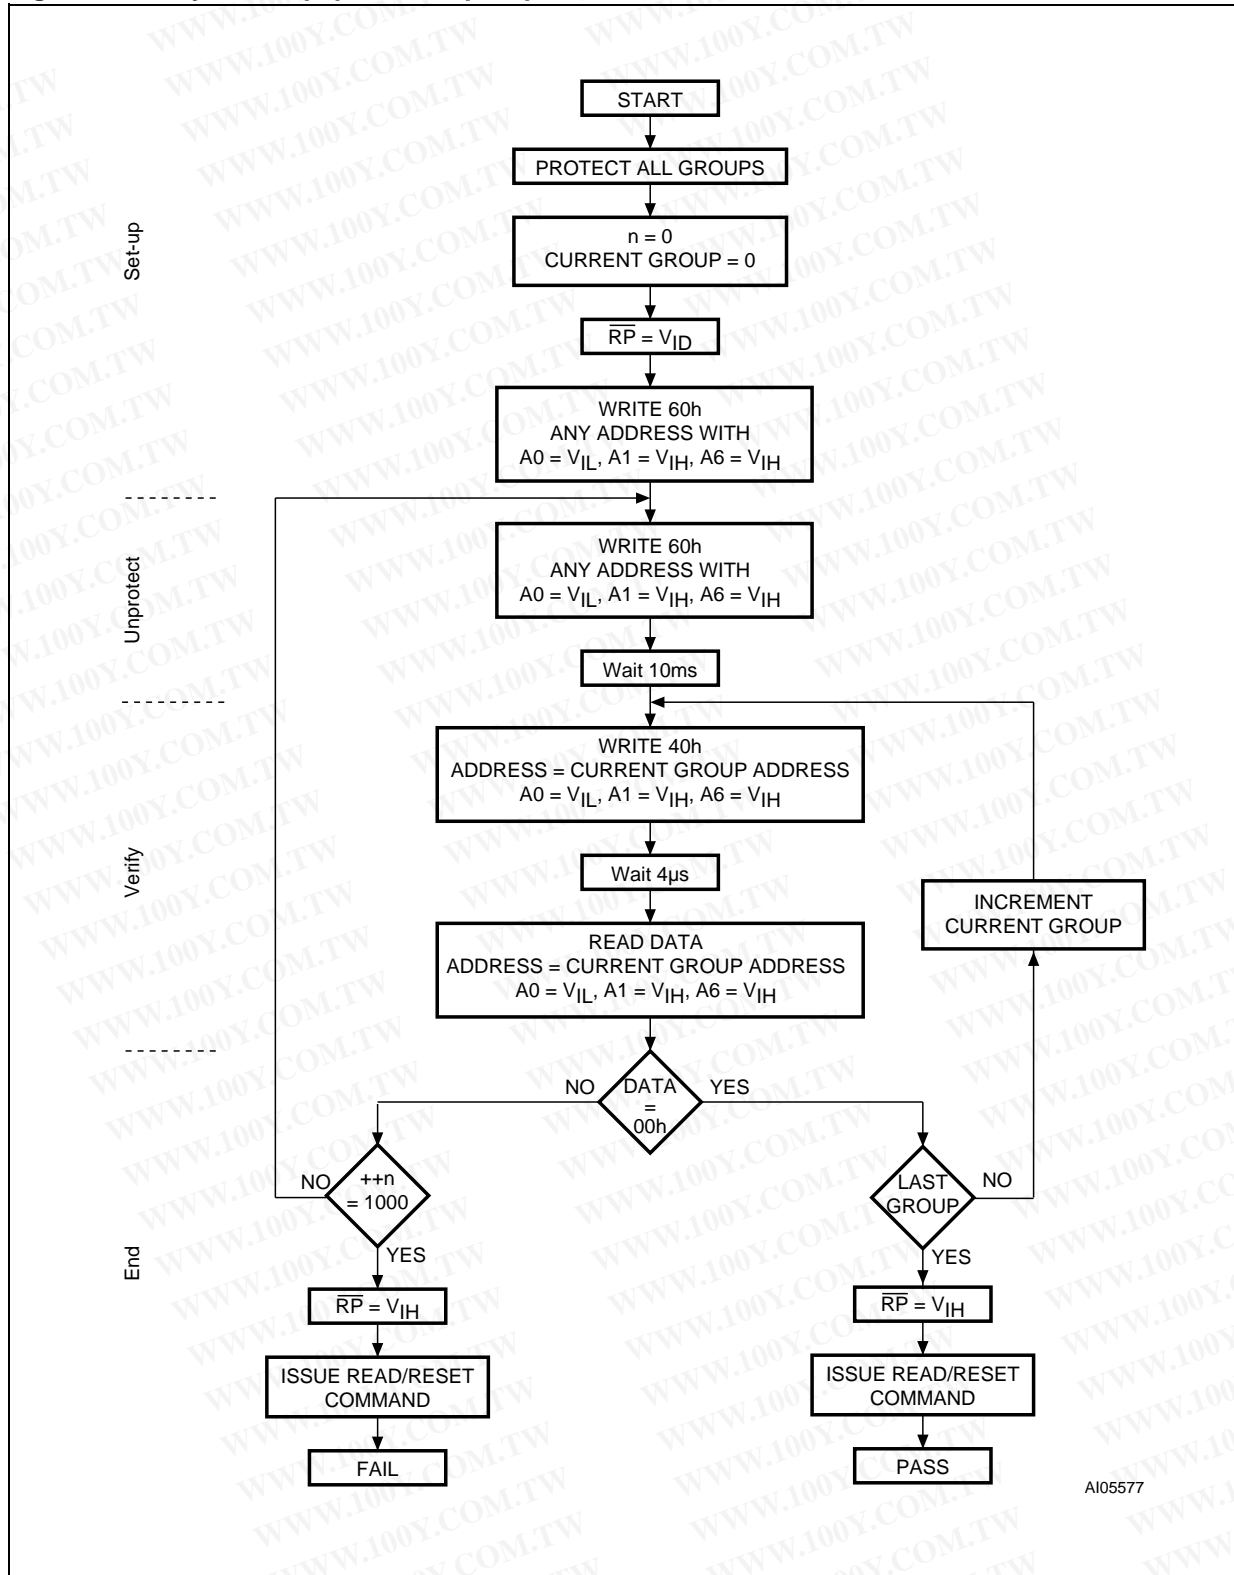 START
PROTECT ALL GROUPS
Set-up
n = 0
CURRENT GROUP = 0
R̅P̅ = VID
WRITE 60h
ANY ADDRESS WITH
A0 = VIL, A1 = VIH, A6 = VIH
Unprotect
WRITE 60h
ANY ADDRESS WITH
A0 = VIL, A1 = VIH, A6 = VIH
Wait 10ms
Verify
WRITE 40h
ADDRESS = CURRENT GROUP ADDRESS
A0 = VIL, A1 = VIH, A6 = VIH
Wait 4µs
INCREMENT
CURRENT GROUP
READ DATA
ADDRESS = CURRENT GROUP ADDRESS
A0 = VIL, A1 = VIH, A6 = VIH
End
NO
DATA
=
00h
YES
NO
++n
= 1000
LAST
GROUP
NO
YES
YES
R̅P̅ = VIH
R̅P̅ = VIH
ISSUE READ/RESET
COMMAND
ISSUE READ/RESET
COMMAND
FAIL
PASS
AI05577
WWW.100Y.COM.TW